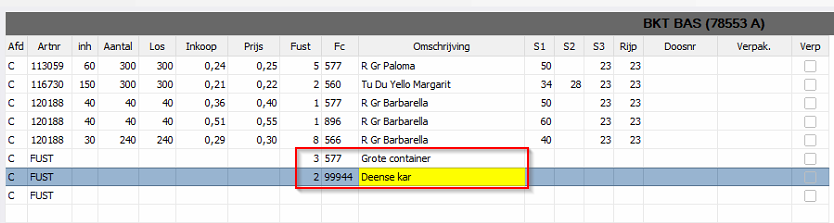 BKT BAS (78553 A)
Afd Artnr inh Aantal Los Inkoop Prijs Fust Fc Omschrijving S1 S2 S3 Rijp Doosnr Verpak. Verp
C 113059 60 300 300 0,24 0,25 5 577 R Gr Paloma 50 23 23
C 116730 150 300 300 0,21 0,22 2 560 Tu Du Yello Margarit 34 28 23 23
C 120188 40 40 40 0,36 0,40 1 577 R Gr Barbarella 50 23 23
C 120188 40 40 40 0,51 0,55 1 896 R Gr Barbarella 60 23 23
C 120188 30 240 240 0,29 0,30 8 566 R Gr Barbarella 40 23 23
C FUST 3 577 Grote container
C FUST 2 99944 Deense kar
C FUST